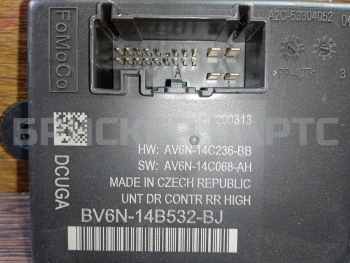 FoMoCo
A2C-53304052
200313
HW: AV6N-14C236-BB
SW: AV6N-14C068-AH
MADE IN CZECH REPUBLIC
UNT DR CONTR RR HIGH
BV6N-14B532-BJ
DCUGA